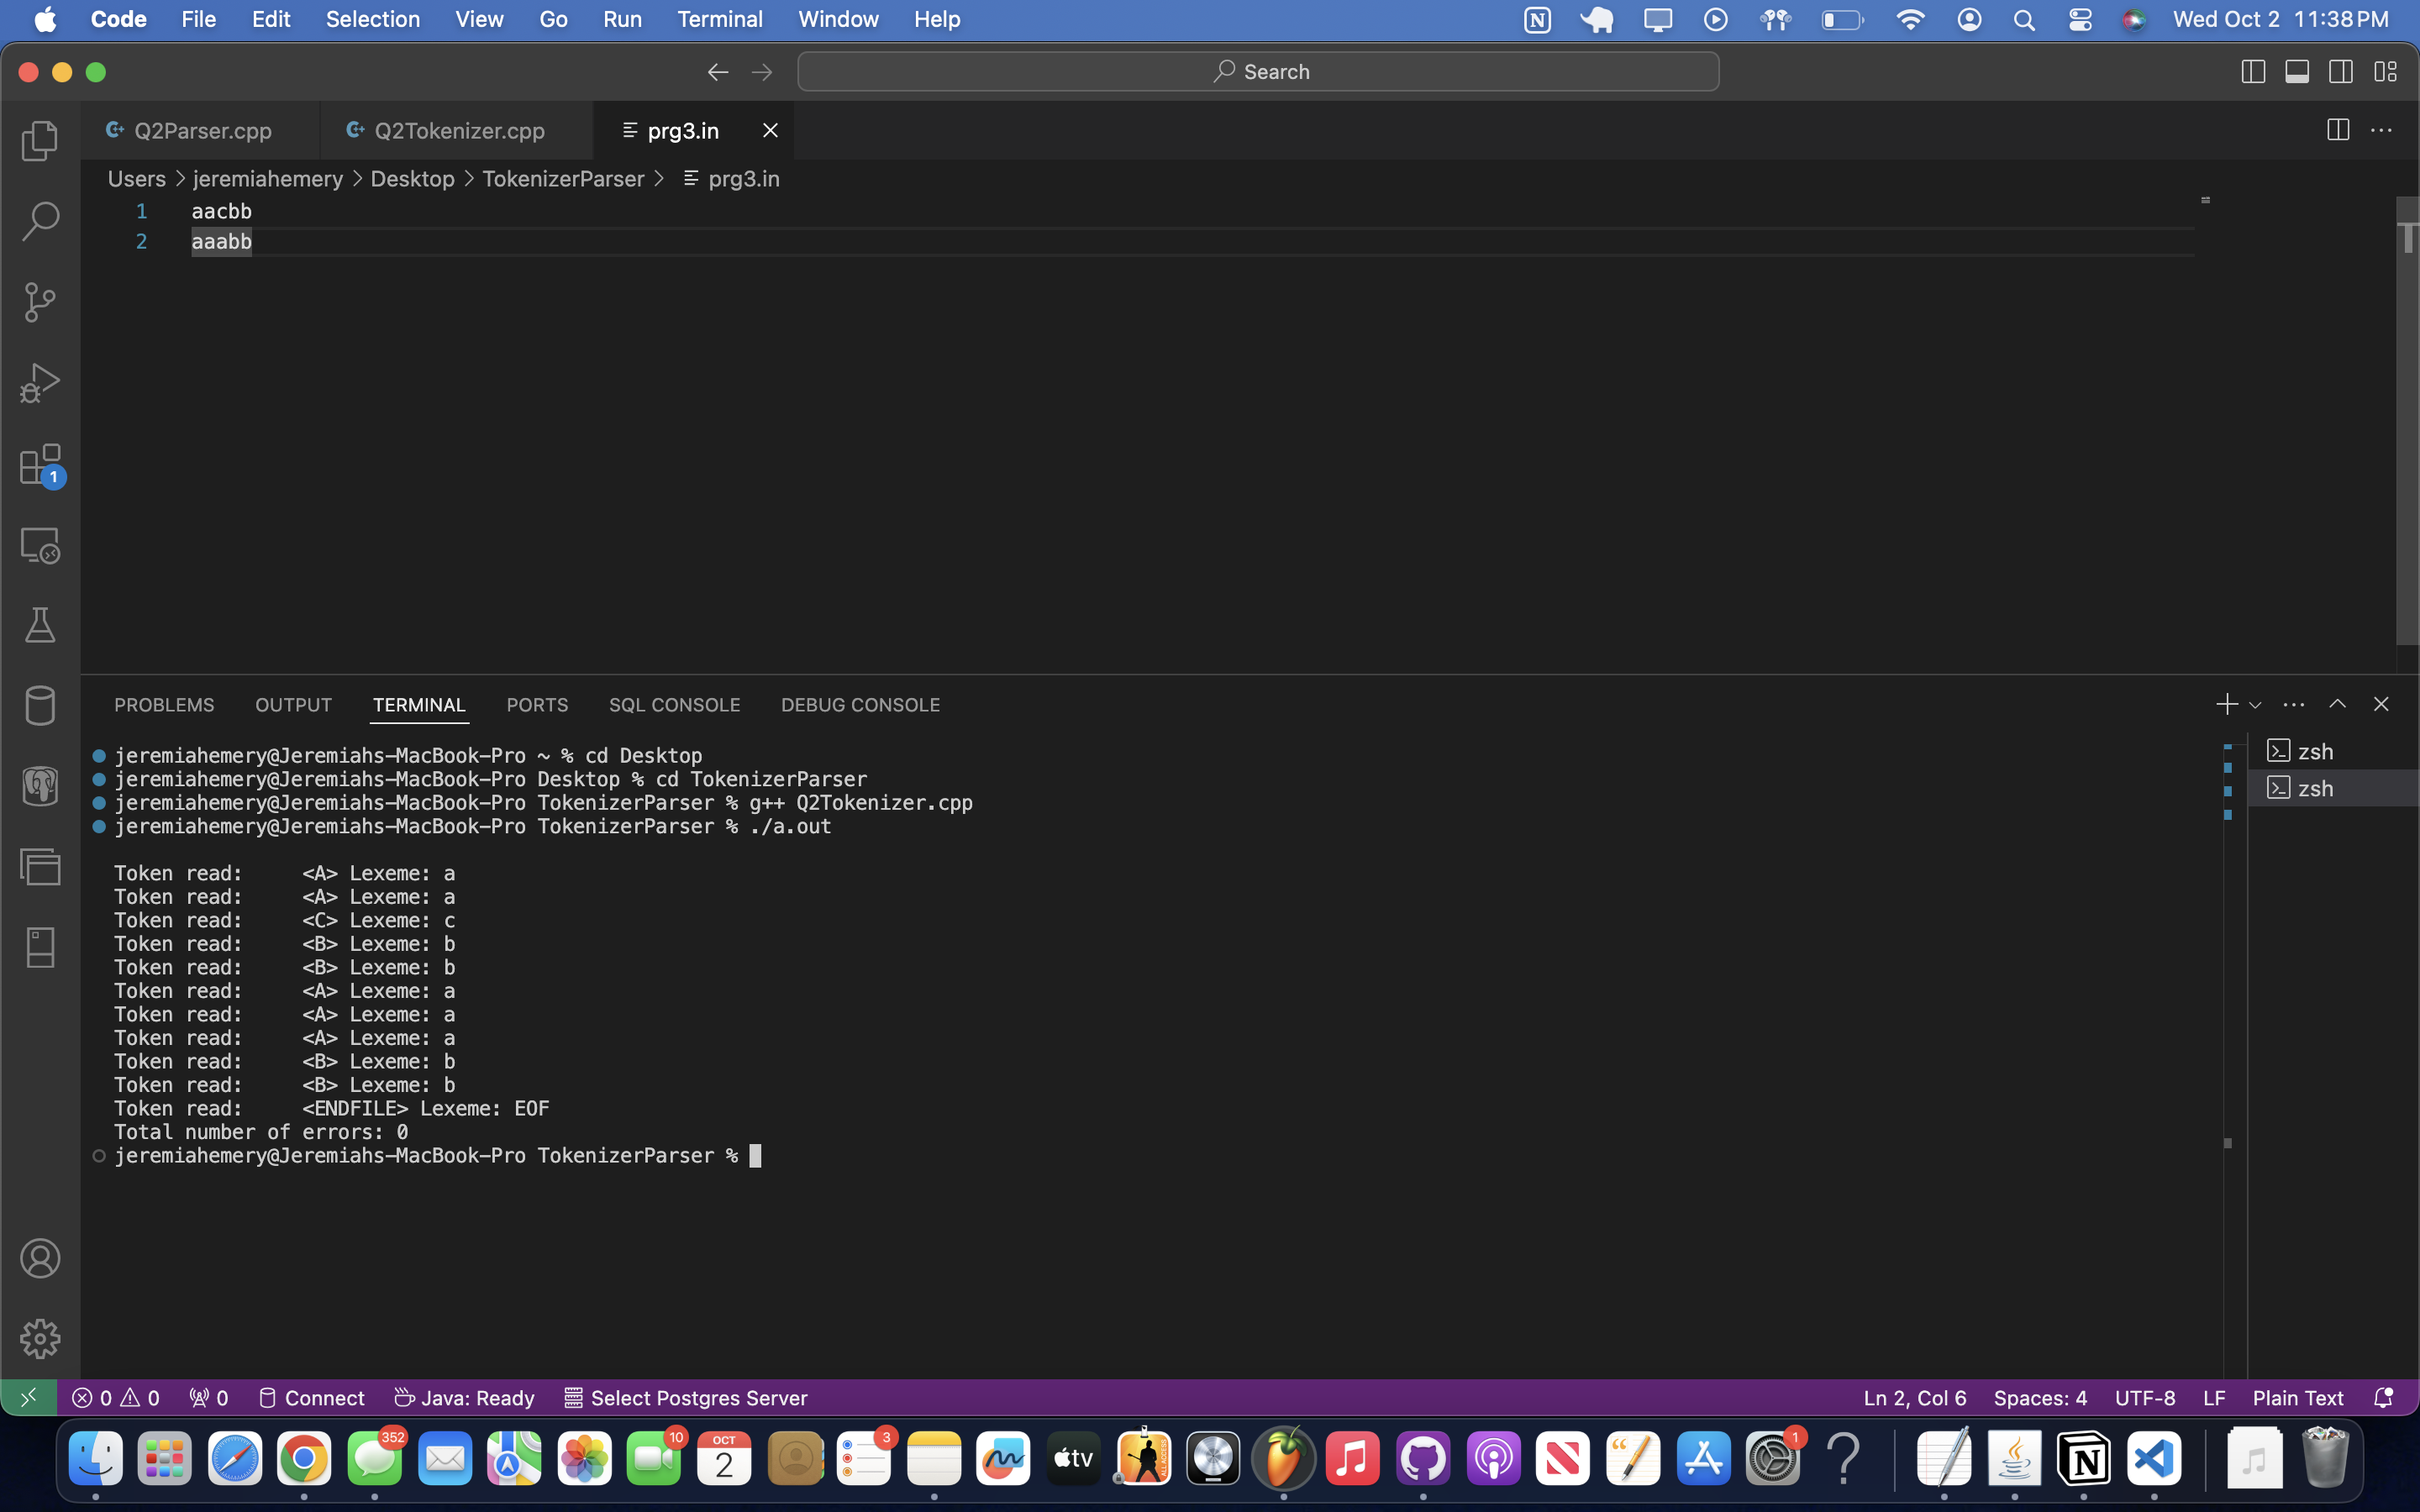 Code File Edit Selection View Go Run Terminal Window Help Wed Oct 2 11:38 PM
Search
Q2Parser.cpp Q2Tokenizer.cpp prg3.in
Users > jeremiahemery > Desktop > TokenizerParser > prg3.in
1 aacbb
2 aaabb
1
PROBLEMS OUTPUT TERMINAL PORTS SQL CONSOLE DEBUG CONSOLE
zsh
zsh
jeremiahemery@Jeremiahs-MacBook-Pro ~ % cd Desktop
jeremiahemery@Jeremiahs-MacBook-Pro Desktop % cd TokenizerParser
jeremiahemery@Jeremiahs-MacBook-Pro TokenizerParser % g++ Q2Tokenizer.cpp
jeremiahemery@Jeremiahs-MacBook-Pro TokenizerParser % ./a.out
Token read: <A> Lexeme: a
Token read: <A> Lexeme: a
Token read: <C> Lexeme: c
Token read: <B> Lexeme: b
Token read: <B> Lexeme: b
Token read: <A> Lexeme: a
Token read: <A> Lexeme: a
Token read: <A> Lexeme: a
Token read: <B> Lexeme: b
Token read: <B> Lexeme: b
Token read: <ENDFILE> Lexeme: EOF
Total number of errors: 0
jeremiahemery@Jeremiahs-MacBook-Pro TokenizerParser %
0 0 0 Connect Java: Ready Select Postgres Server Ln 2, Col 6 Spaces: 4 UTF-8 LF Plain Text
352 10 OCT 2 3 tv 1